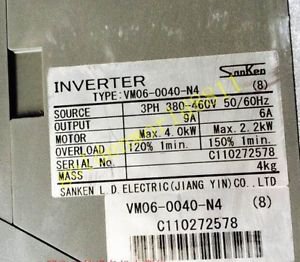 INVERTER SanKen
TYPE: VM06-0040-N4 (8)
SOURCE 3PH 380~460V 50/60Hz
OUTPUT 9A 6A
MOTOR Max. 4.0kW Max. 2.2kW
OVERLOAD 120% 1min. 150% 1min.
SERIAL No. C110272578
MASS 4kg
SANKEN L.D.ELECTRIC(JIANG YIN)CO.,LTD
VM06-0040-N4 (8)
C110272578